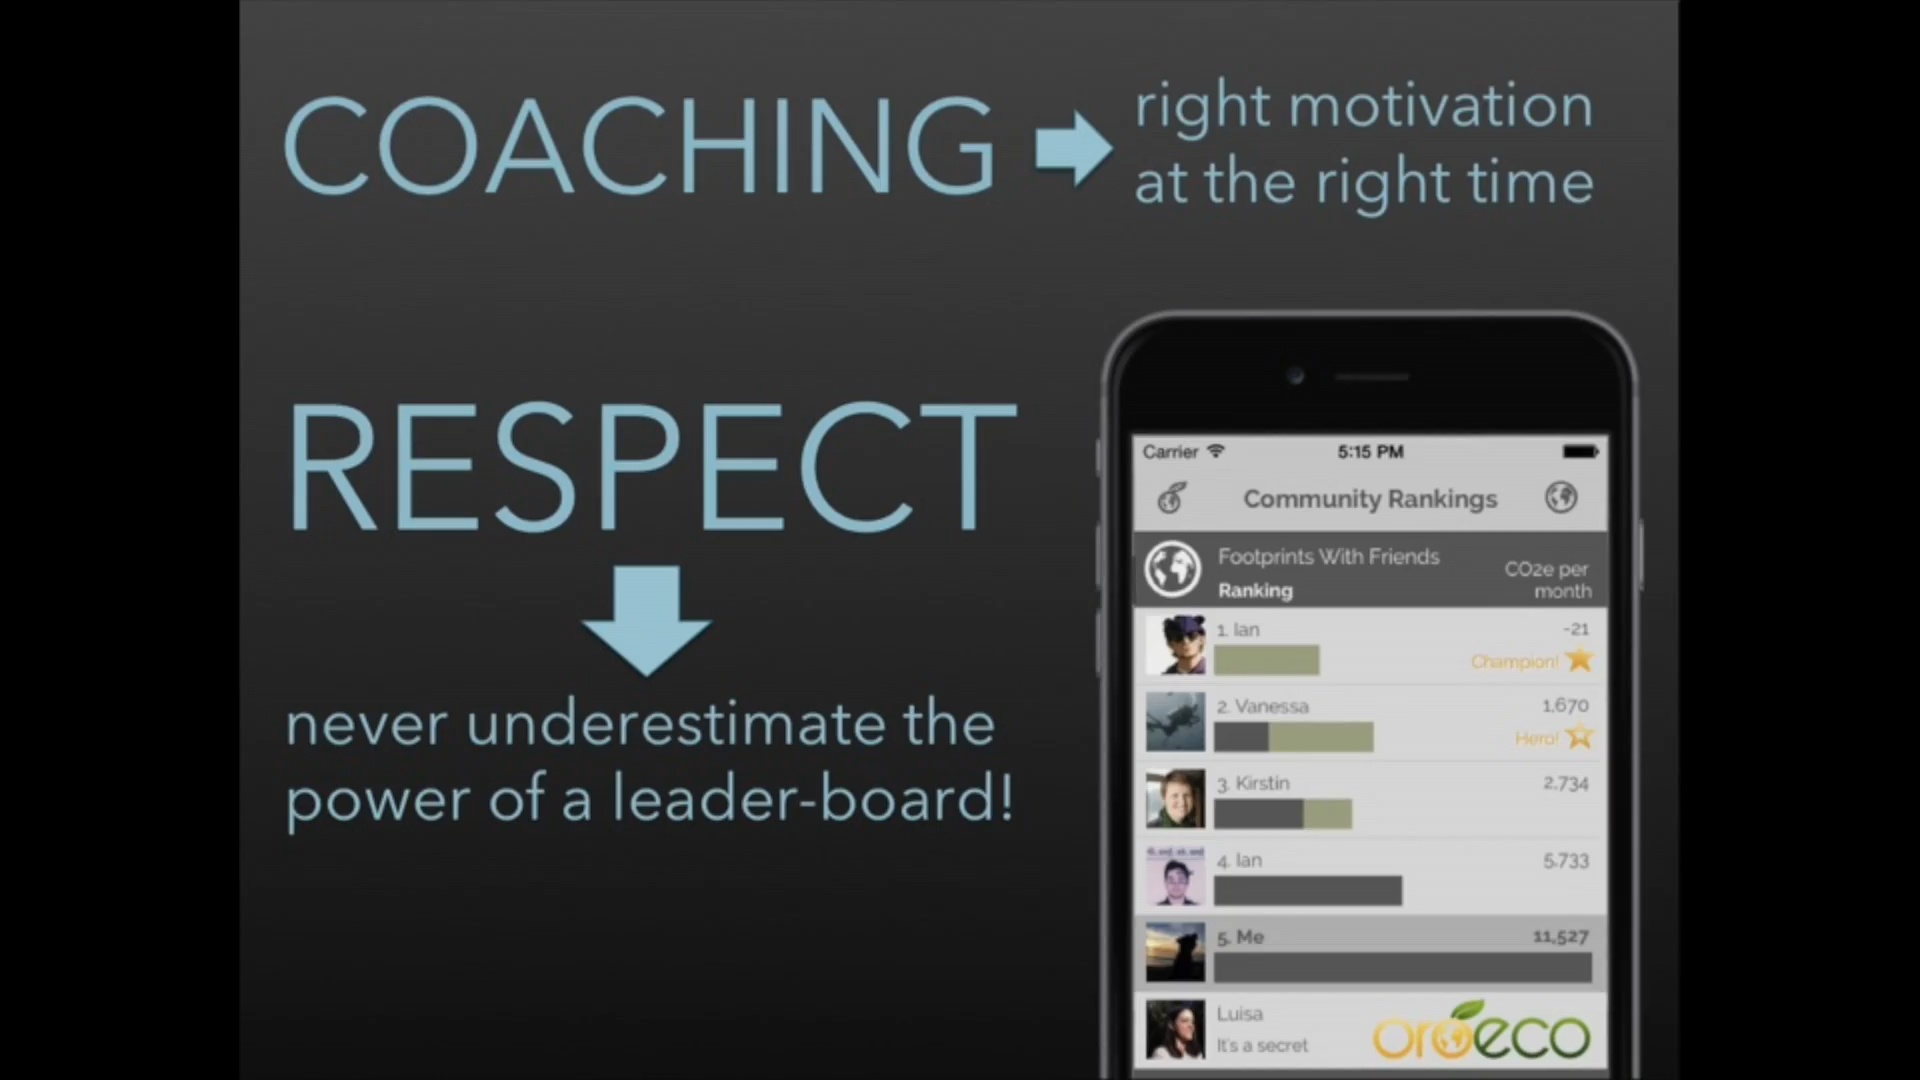 COACHING
right motivation
at the right time
RESPECT
never underestimate the
power of a leader-board!
Carrier 5:15 PM
Community Rankings
Footprints With Friends
Ranking
CO2e per
month
1. Ian -21
Champion!
2. Vanessa 1,670
Hero!
3. Kirstin 2,734
4. Ian 5,733
5. Me 11,527
Luisa
It's a secret
oroeco